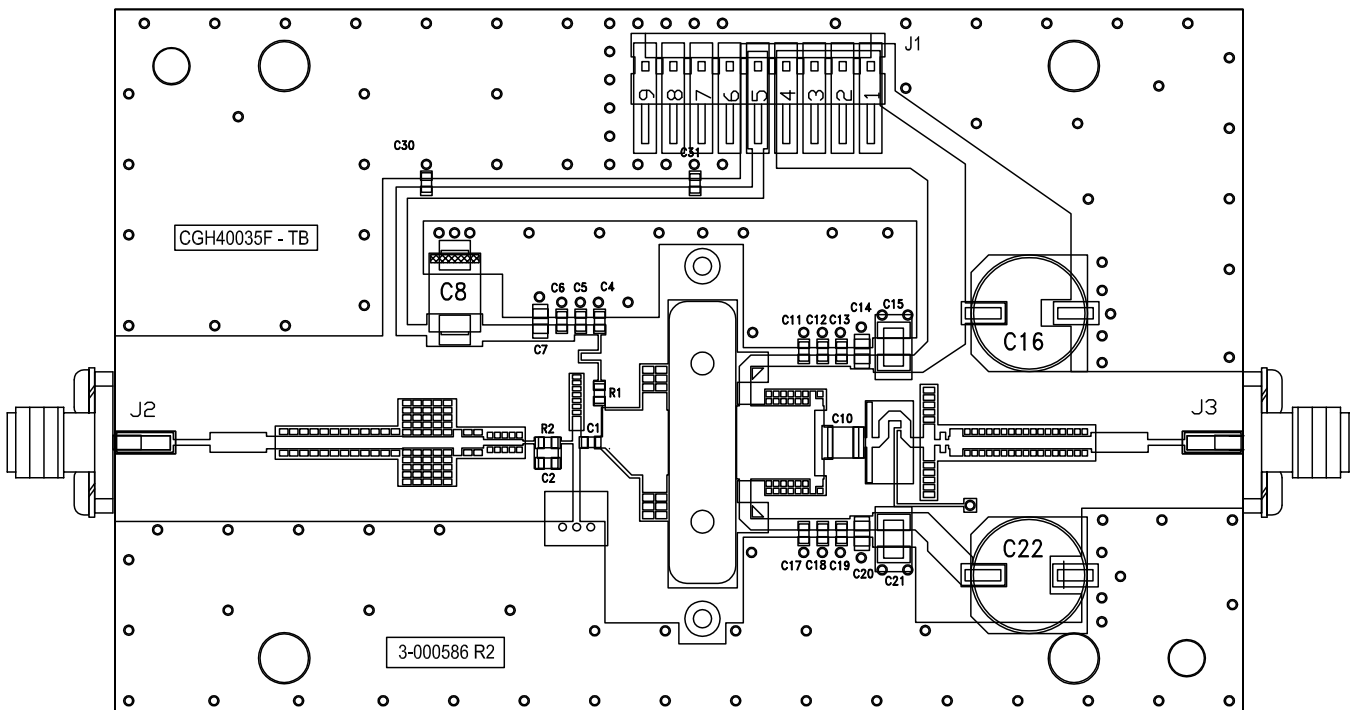 J1
9 8 7 6 5 4 3 2 1
C30
C31
CGH40035F - TB
C8
C6 C5 C4
C7
C11 C12 C13 C14 C15
C16
R1
J2
J3
R2
C1
C10
C2
C22
C17 C18 C19 C20 C21
3-000586 R2